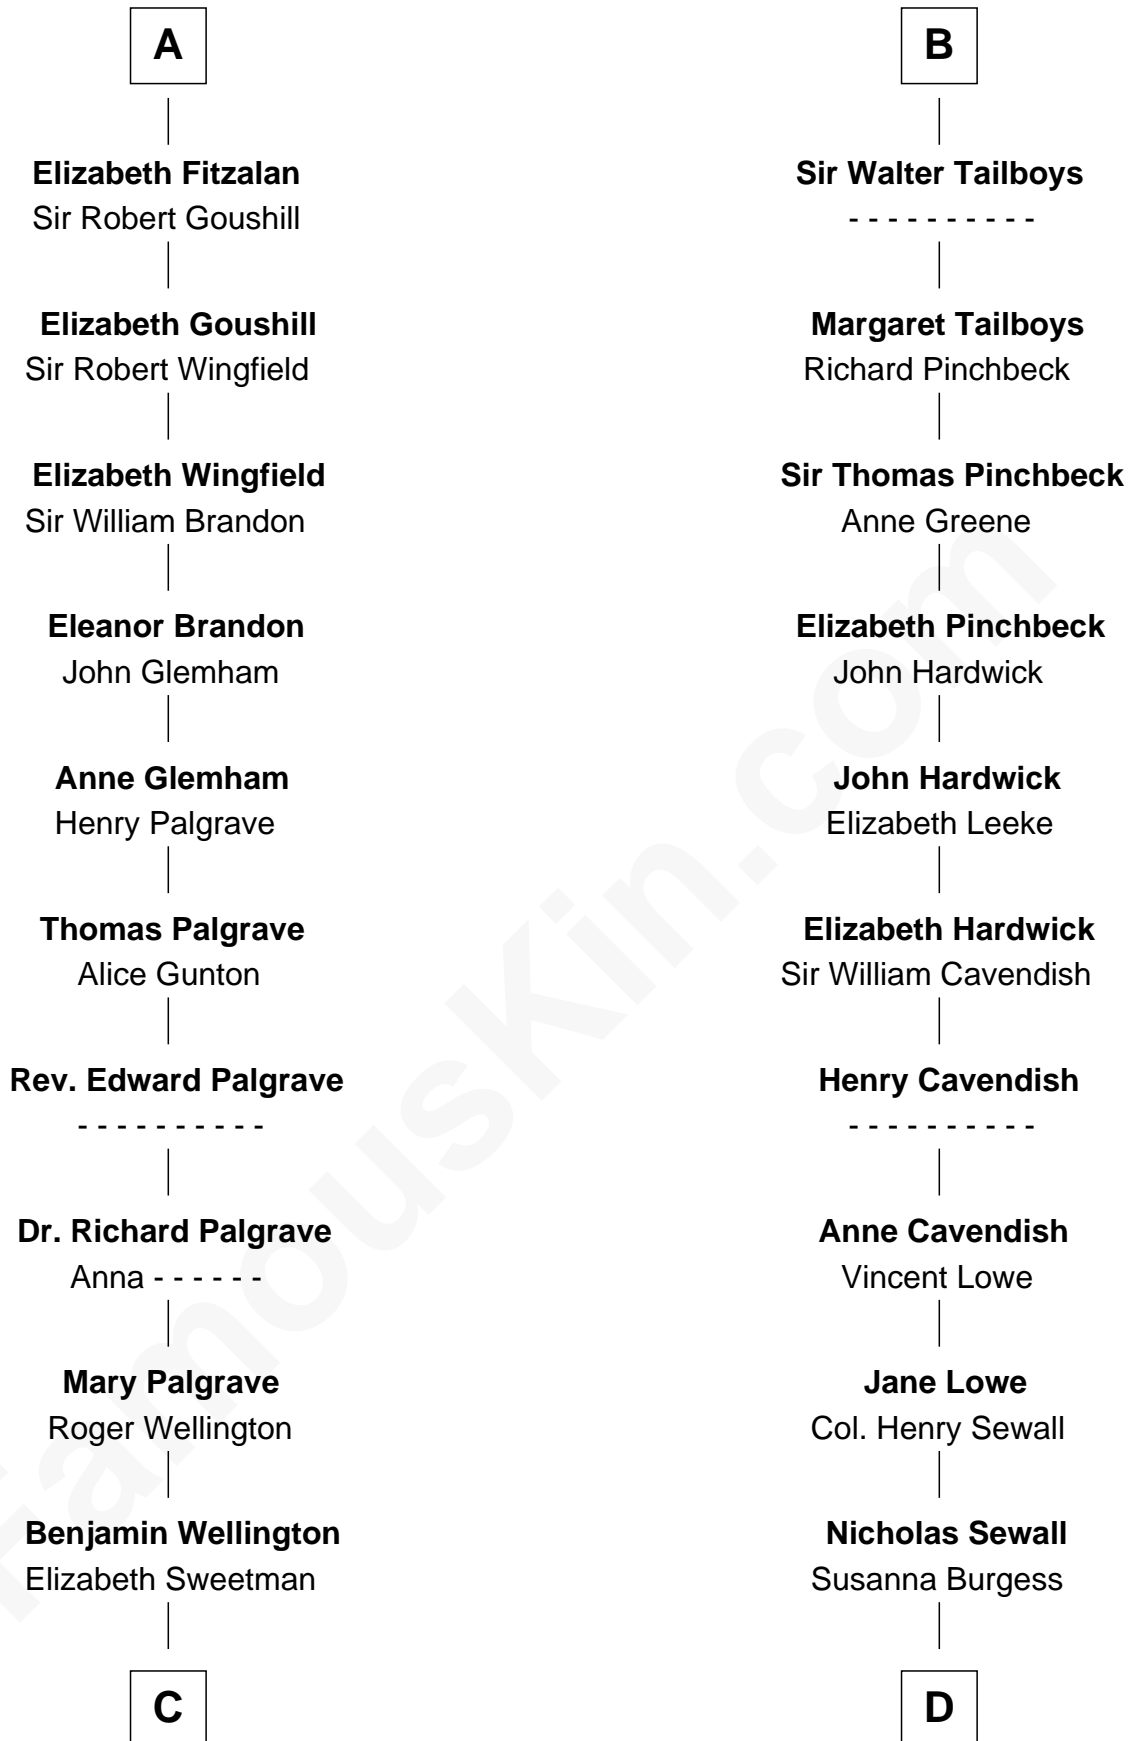 A
Elizabeth Fitzalan
Sir Robert Goushill
Elizabeth Goushill
Sir Robert Wingfield
Elizabeth Wingfield
Sir William Brandon
Eleanor Brandon
John Glemham
Anne Glemham
Henry Palgrave
Thomas Palgrave
Alice Gunton
Rev. Edward Palgrave
- - - - - - - - - -
Dr. Richard Palgrave
Anna - - - - - -
Mary Palgrave
Roger Wellington
Benjamin Wellington
Elizabeth Sweetman
C
B
Sir Walter Tailboys
- - - - - - - - - -
Margaret Tailboys
Richard Pinchbeck
Sir Thomas Pinchbeck
Anne Greene
Elizabeth Pinchbeck
John Hardwick
John Hardwick
Elizabeth Leeke
Elizabeth Hardwick
Sir William Cavendish
Henry Cavendish
- - - - - - - - - -
Anne Cavendish
Vincent Lowe
Jane Lowe
Col. Henry Sewall
Nicholas Sewall
Susanna Burgess
D
FamousKin.com